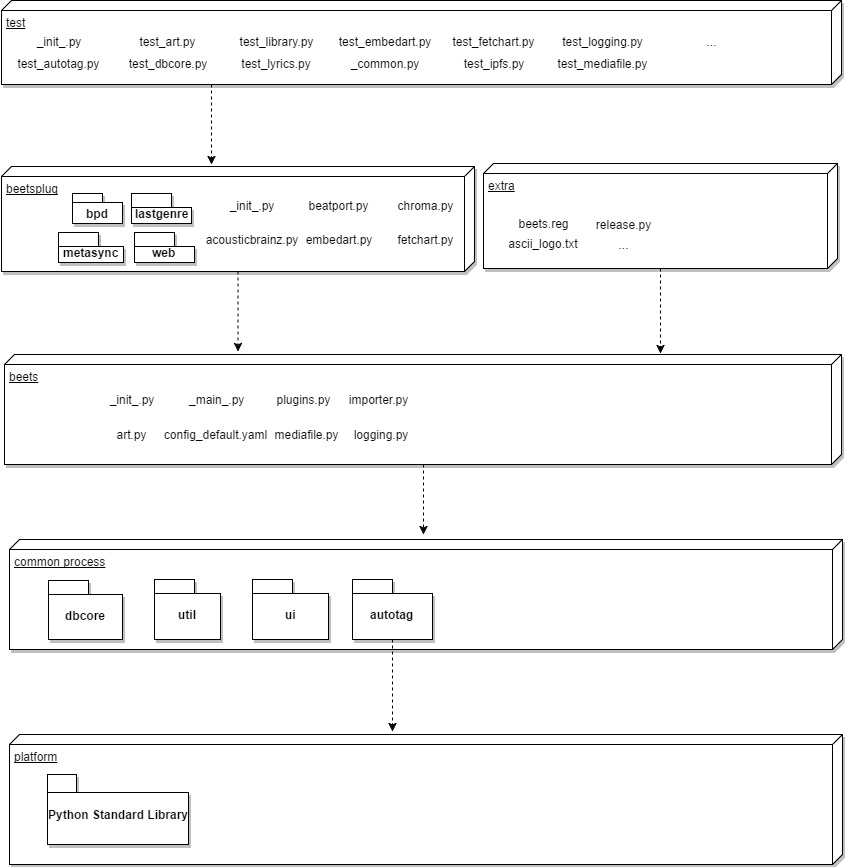 test
_init_.py test_art.py test_library.py test_embedart.py test_fetchart.py test_logging.py ...
test_autotag.py test_dbcore.py test_lyrics.py _common.py test_ipfs.py test_mediafile.py
beetsplug
bpd lastgenre _init_.py beatport.py chroma.py
metasync web acousticbrainz.py embedart.py fetchart.py
extra
beets.reg release.py
ascii_logo.txt ...
beets
_init_.py _main_.py plugins.py importer.py
art.py config_default.yaml mediafile.py logging.py
common process
dbcore util ui autotag
platform
Python Standard Library